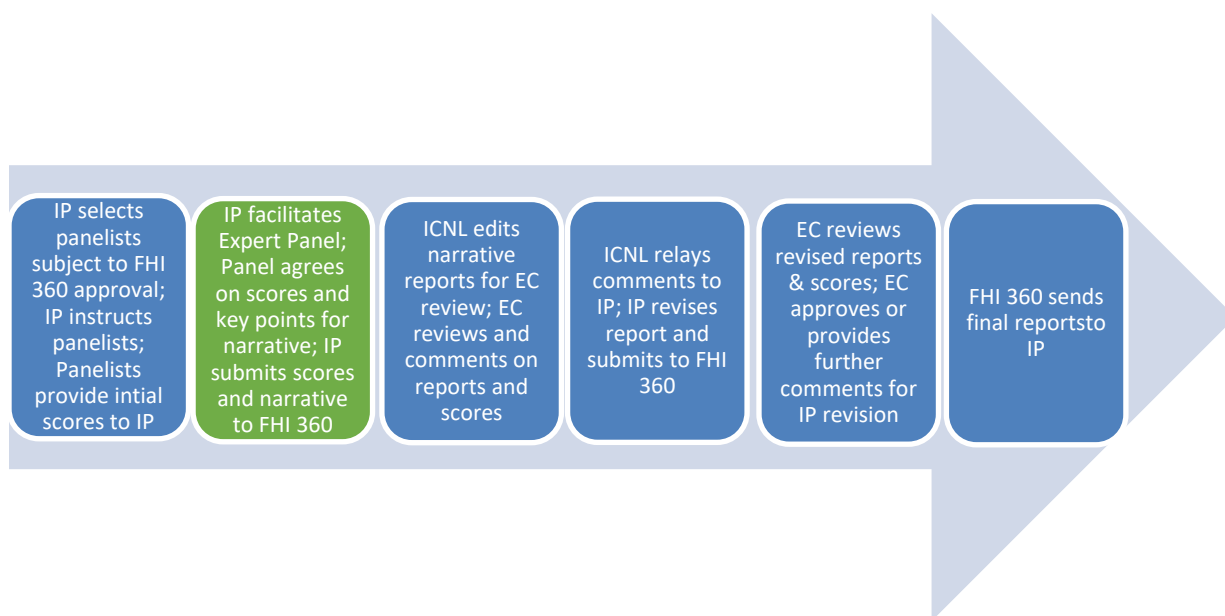 IP selects
panelists
subject to FHI
360 approval;
IP instructs
panelists;
Panelists
provide intial
scores to IP
IP facilitates
Expert Panel;
Panel agrees
on scores and
key points for
narrative; IP
submits scores
and narrative
to FHI 360
ICNL edits
narrative
reports for EC
review; EC
reviews and
comments on
reports and
scores
ICNL relays
comments to
IP; IP revises
report and
submits to FHI
360
EC reviews
revised reports
& scores; EC
approves or
provides
further
comments for
IP revision
FHI 360 sends
final reportsto
IP